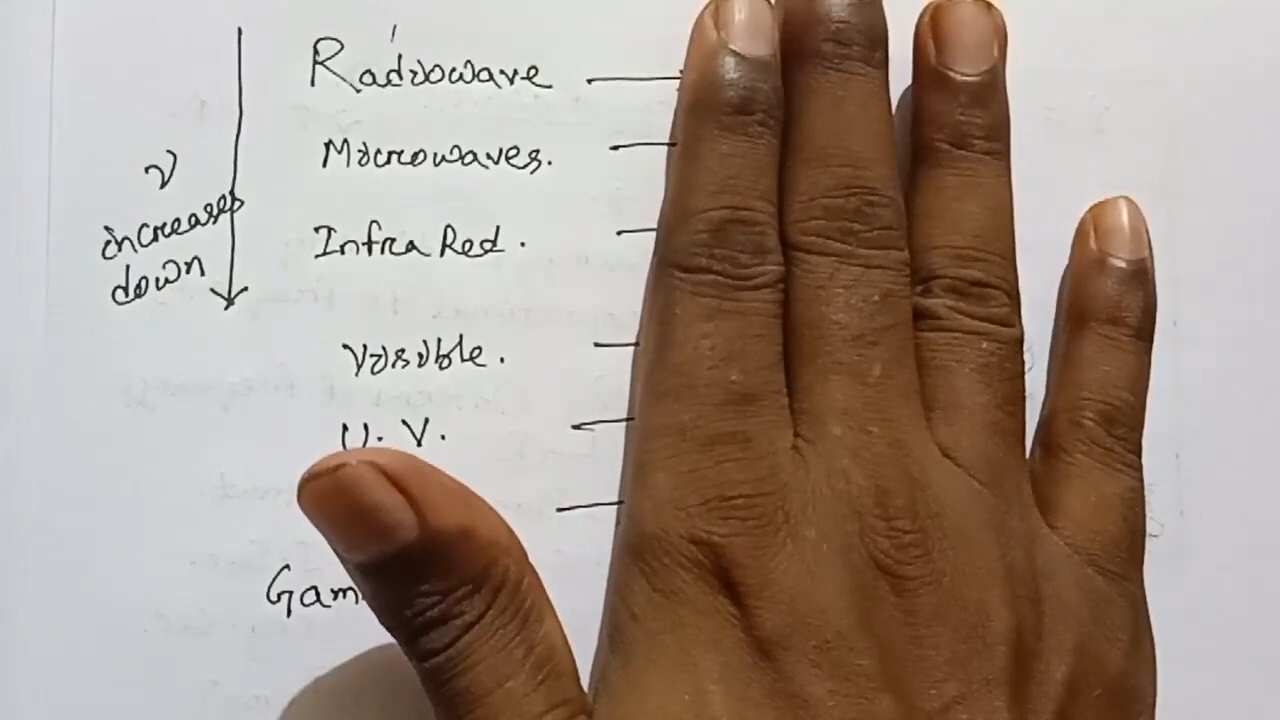 Radiowave
Microwaves.
ν
increases
down
Infra Red.
Visible.
U.V.
Gam